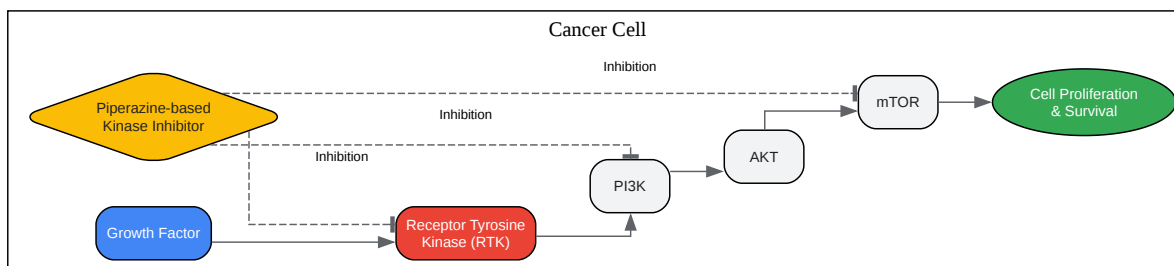 Cancer Cell
Inhibition
Piperazine-based
Kinase Inhibitor
Inhibition
Inhibition
mTOR
Cell Proliferation
& Survival
AKT
PI3K
Growth Factor
Receptor Tyrosine
Kinase (RTK)